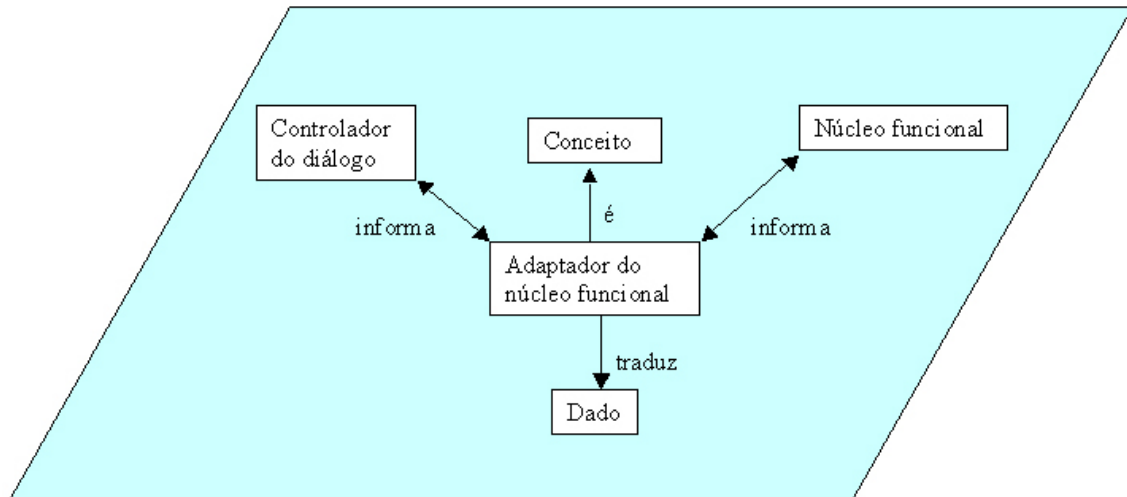 Controlador
do diálogo
Conceito
Núcleo funcional
informa
é
informa
Adaptador do
núcleo funcional
traduz
Dado